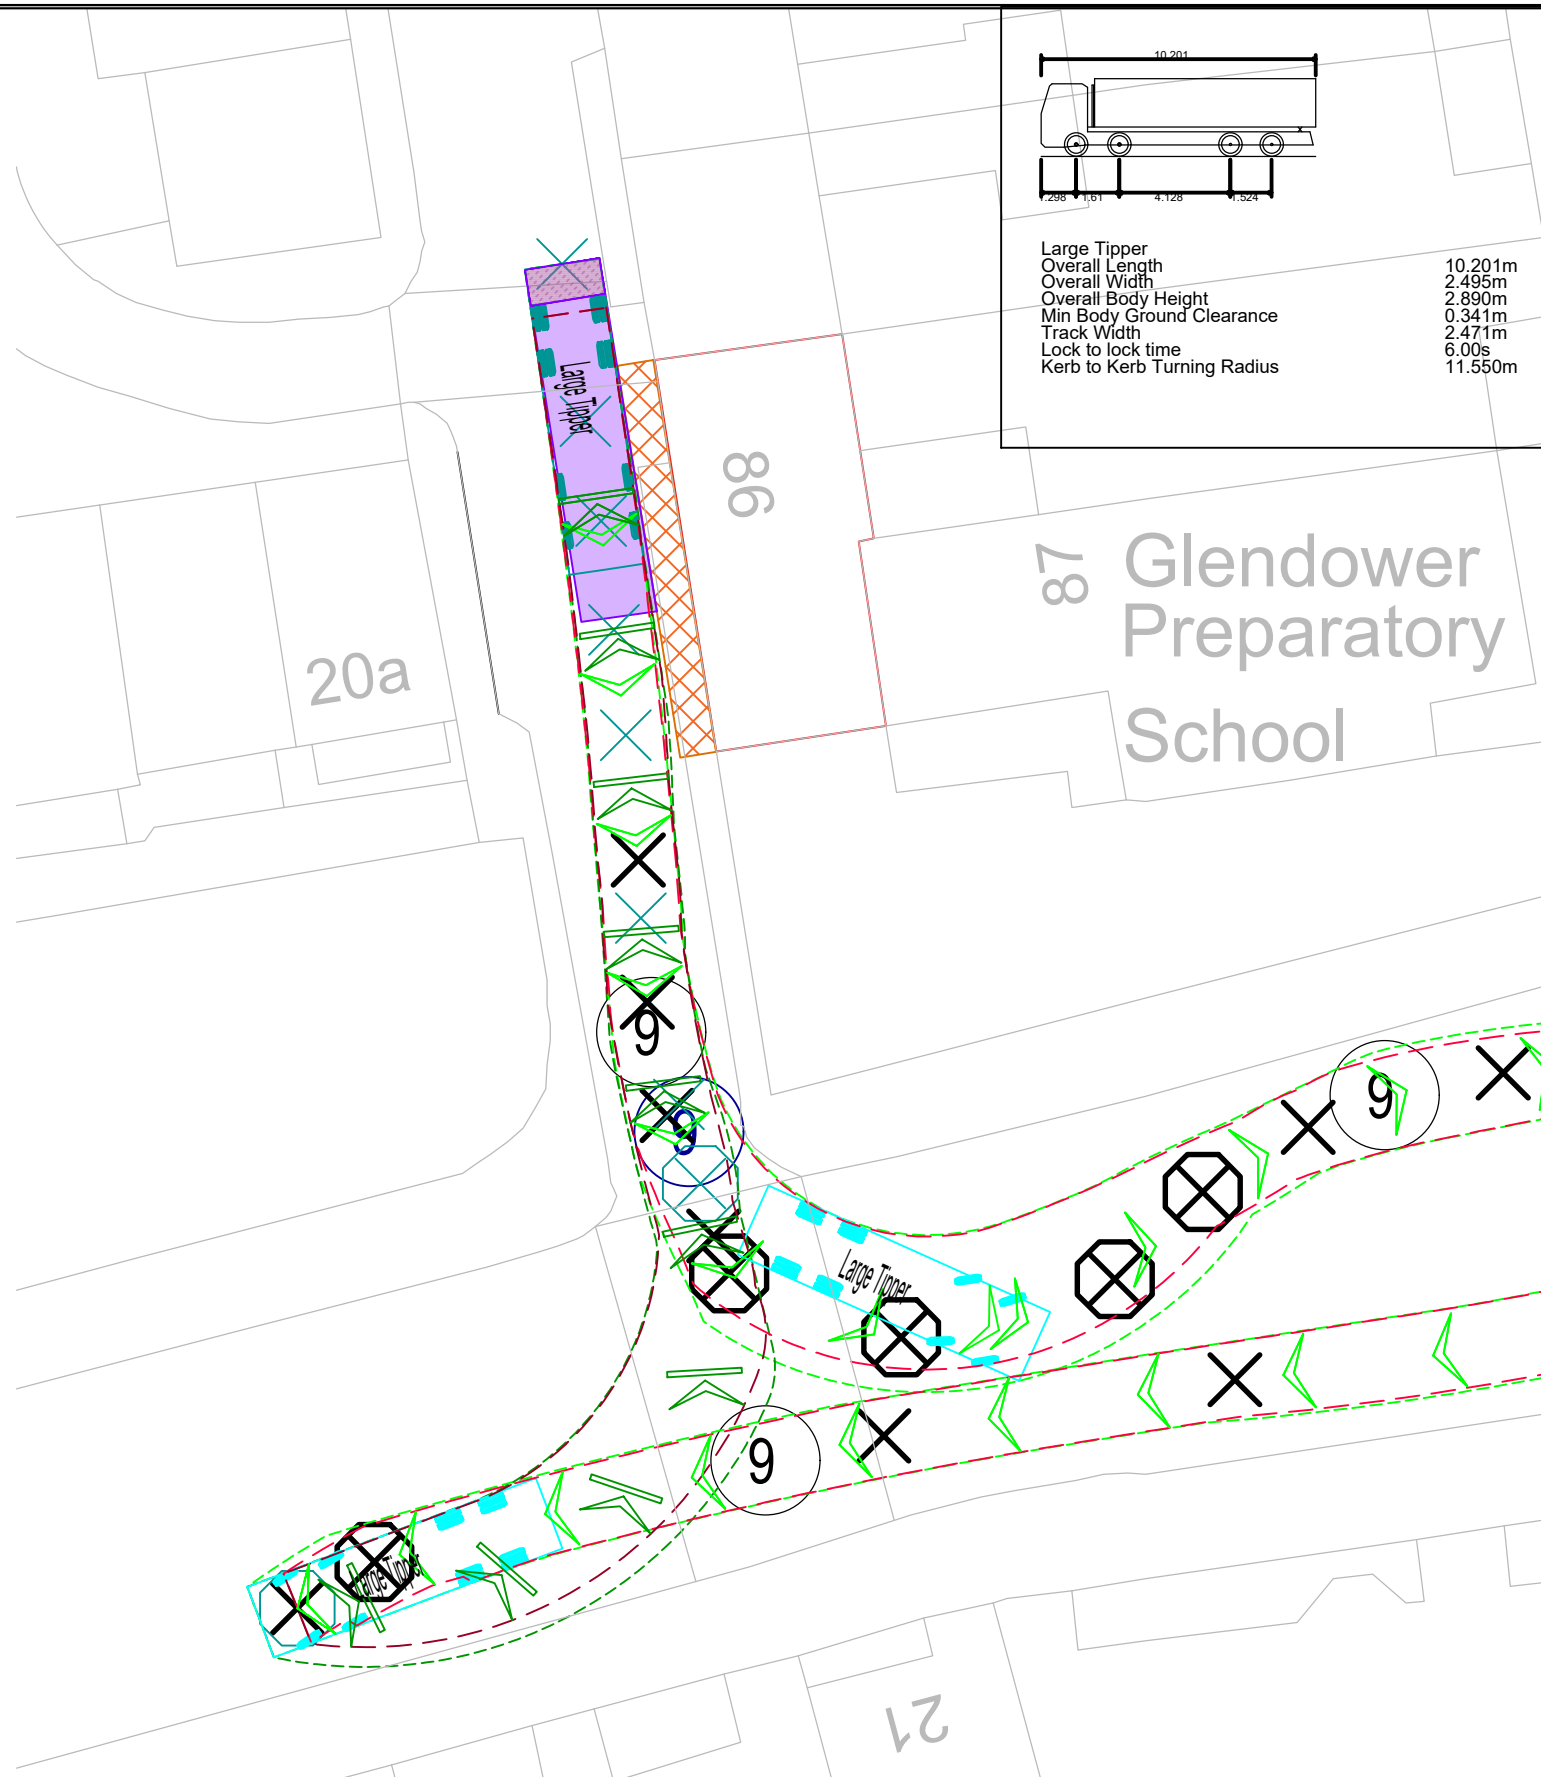 10.201
1.298 1.61 4.128 1.524
Large Tipper
Overall Length 10.201m
Overall Width 2.495m
Overall Body Height 2.890m
Min Body Ground Clearance 0.341m
Track Width 2.471m
Lock to lock time 6.00s
Kerb to Kerb Turning Radius 11.550m
Large Tipper
86
87
Glendower
Preparatory
School
20a
9
9
9
Large Tipper
9
Large Tipper
21